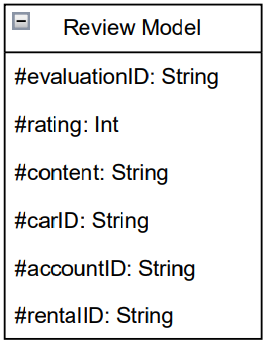 Review Model
#evaluationID: String
#rating: Int
#content: String
#carID: String
#accountID: String
#rentalID: String